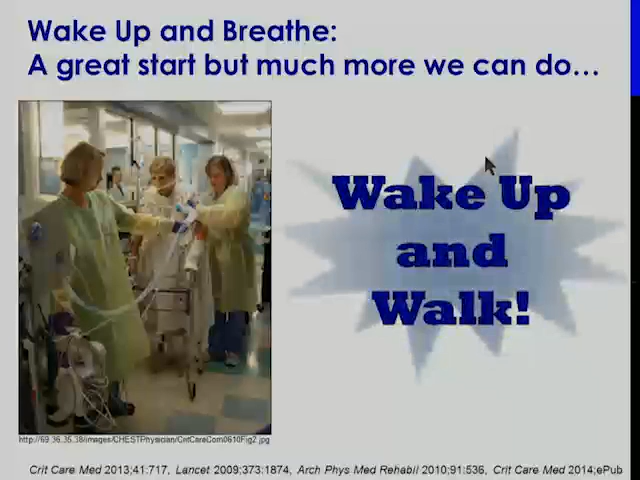 Wake Up and Breathe:
A great start but much more we can do…
Wake Up
and
Walk!
http://69.36.35.38/images/CHESTPhysician/CritCareCom0610Fig2.jpg
Crit Care Med 2013;41:717, Lancet 2009;373:1874, Arch Phys Med Rehabil 2010;91:536, Crit Care Med 2014;ePub